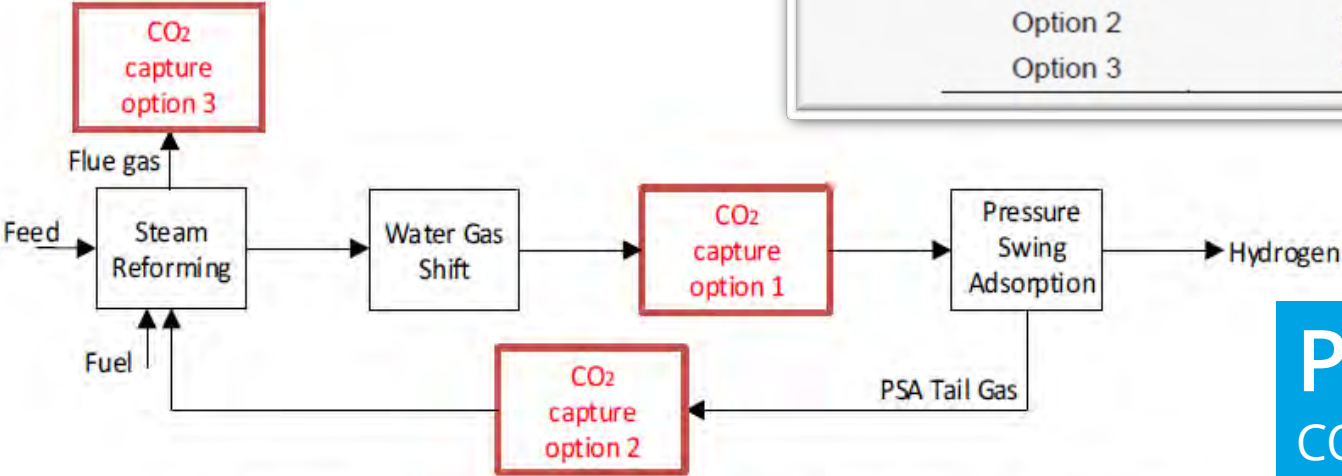 CO2
capture
option 3
Option 2
Option 3
Flue gas
Feed
Steam
Reforming
Water Gas
Shift
CO2
capture
option 1
Pressure
Swing
Adsorption
Hydrogen
Fuel
CO2
capture
option 2
PSA Tail Gas